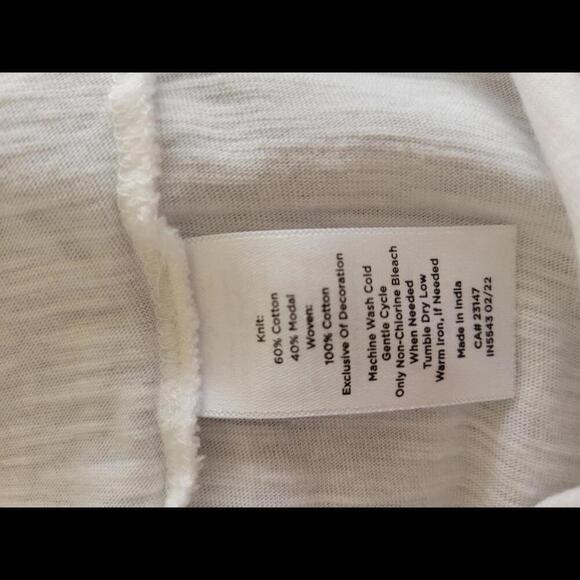 Knit:
60% Cotton
40% Modal
Woven:
100% Cotton
Exclusive Of Decoration
Machine Wash Cold
Gentle Cycle
Only Non-Chlorine Bleach
When Needed
Tumble Dry Low
Warm Iron, If Needed
Made in India
CA# 23147
IN5543 02/22